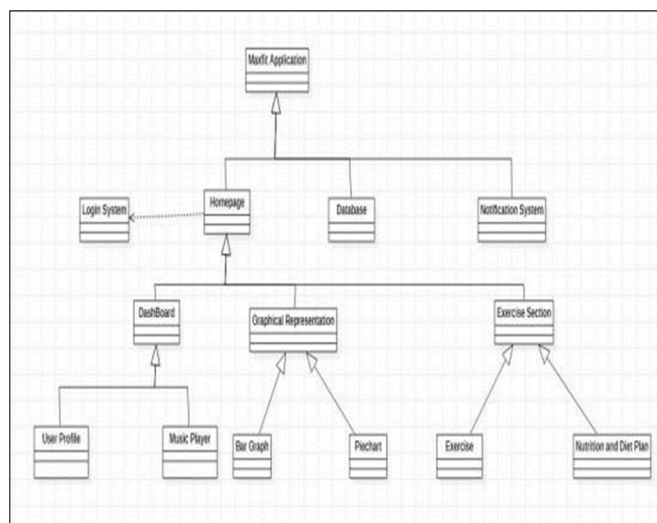 Maxfit Application
Login System
Homepage
Database
Notification System
DashBoard
Graphical Representation
Exercise Section
User Profile
Music Player
Bar Graph
Piechart
Exercise
Nutrition and Diet Plan